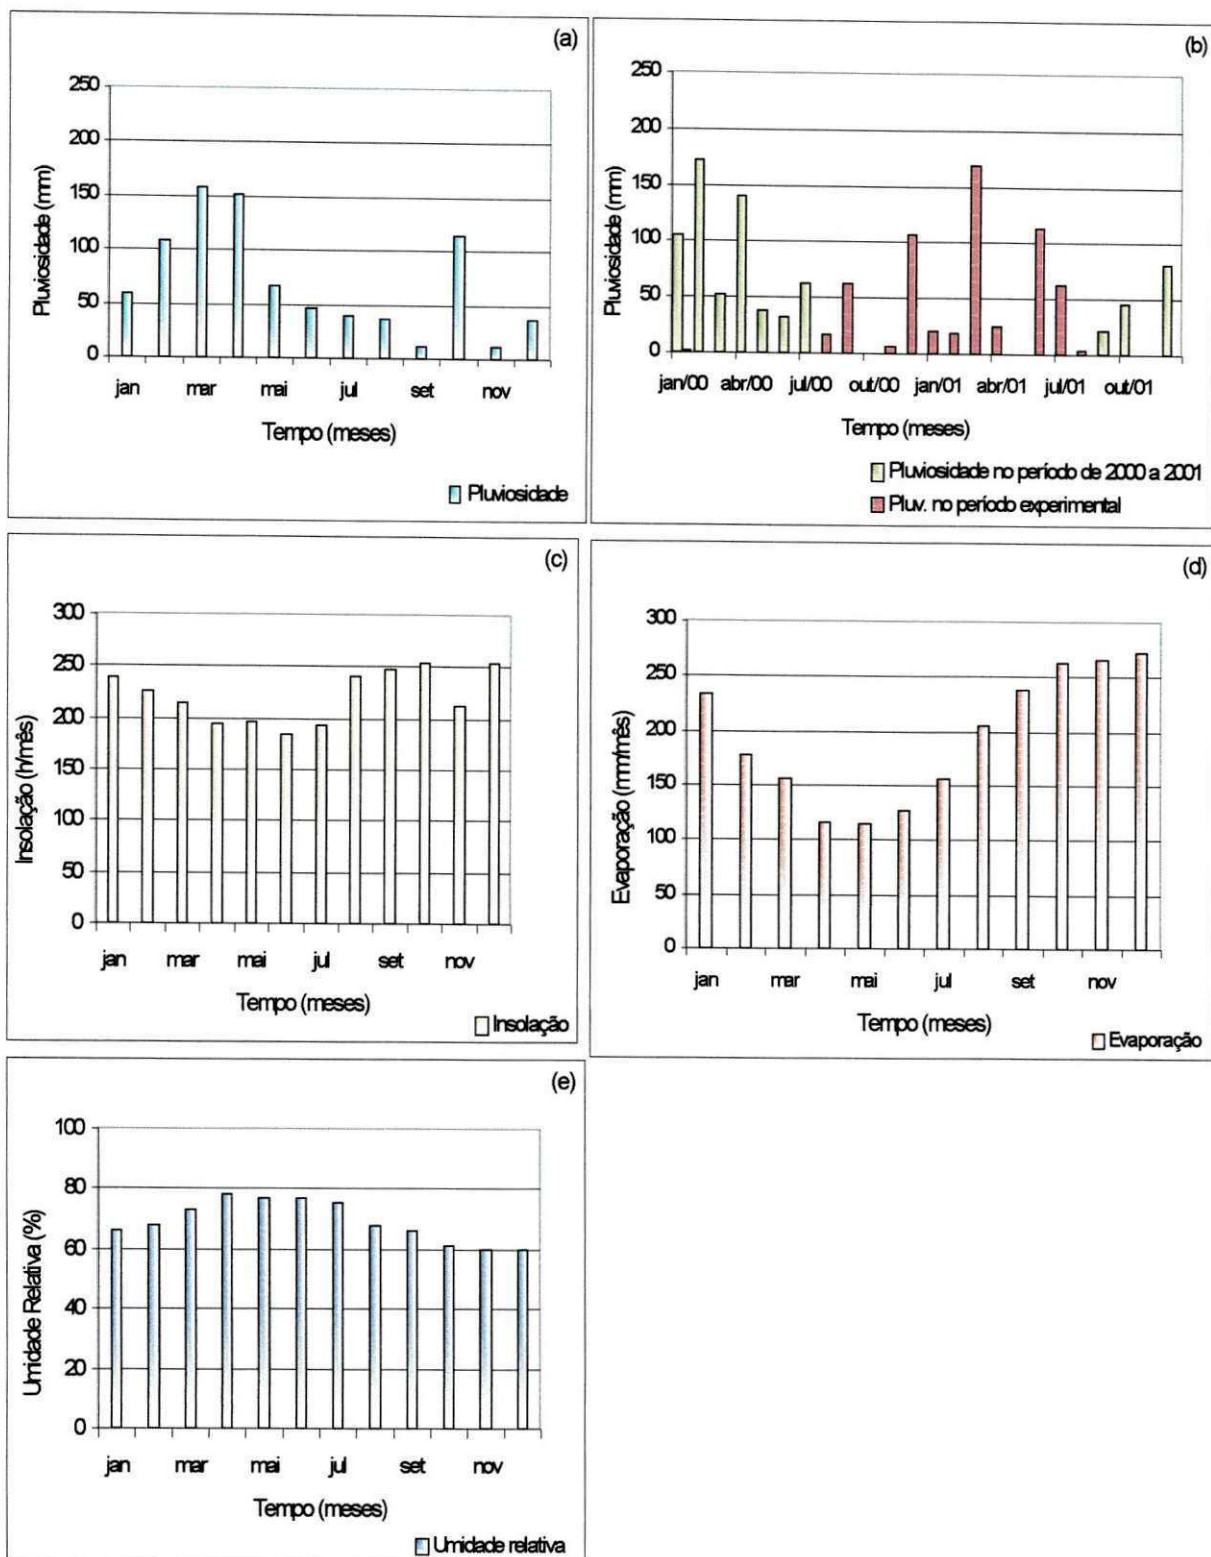 (a)
250
200
150
100
50
0
Pluviosidade (mm)
jan mar mai jul set nov
Tempo (meses)
Pluviosidade
(b)
250
200
150
100
50
0
Pluviosidade (mm)
jan/00 abr/00 jul/00 out/00 jan/01 abr/01 jul/01 out/01
Tempo (meses)
Pluviosidade no período de 2000 a 2001
Pluv. no período experimental
(c)
300
250
200
150
100
50
0
Insolação (h/mês)
jan mar mai jul set nov
Tempo (meses)
Insolação
(d)
300
250
200
150
100
50
0
Evaporação (mm/mês)
jan mar mai jul set nov
Tempo (meses)
Evaporação
(e)
100
80
60
40
20
0
Umidade Relativa (%)
jan mar mai jul set nov
Tempo (meses)
Umidade relativa